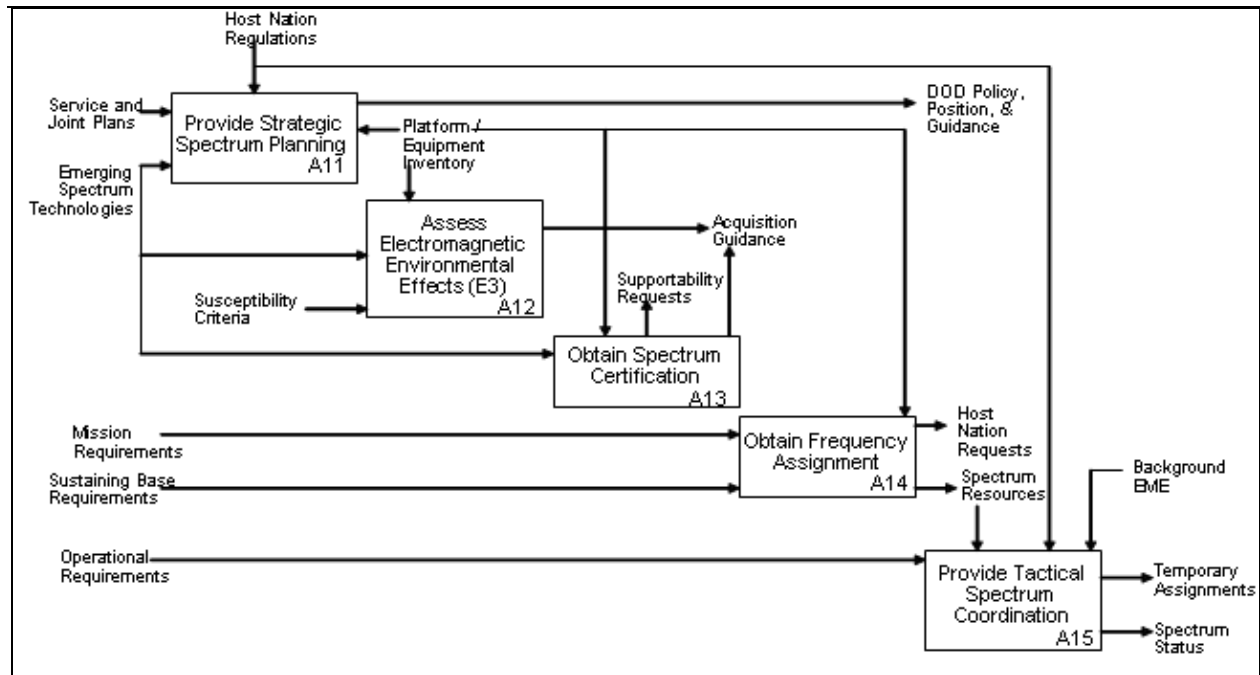 Host Nation
Regulations
Service and
Joint Plans
Provide Strategic
Spectrum Planning
A11
DOD Policy,
Position, &
Guidance
Platform /
Equipment
Inventory
Emerging
Spectrum
Technologies
Assess
Electromagnetic
Environmental
Effects (E3)
A12
Acquisition
Guidance
Susceptibility
Criteria
Supportability
Requests
Obtain Spectrum
Certification
A13
Mission
Requirements
Obtain Frequency
Assignment
A14
Host
Nation
Requests
Sustaining Base
Requirements
Spectrum
Resources
Background
EME
Operational
Requirements
Provide Tactical
Spectrum
Coordination
A15
Temporary
Assignments
Spectrum
Status